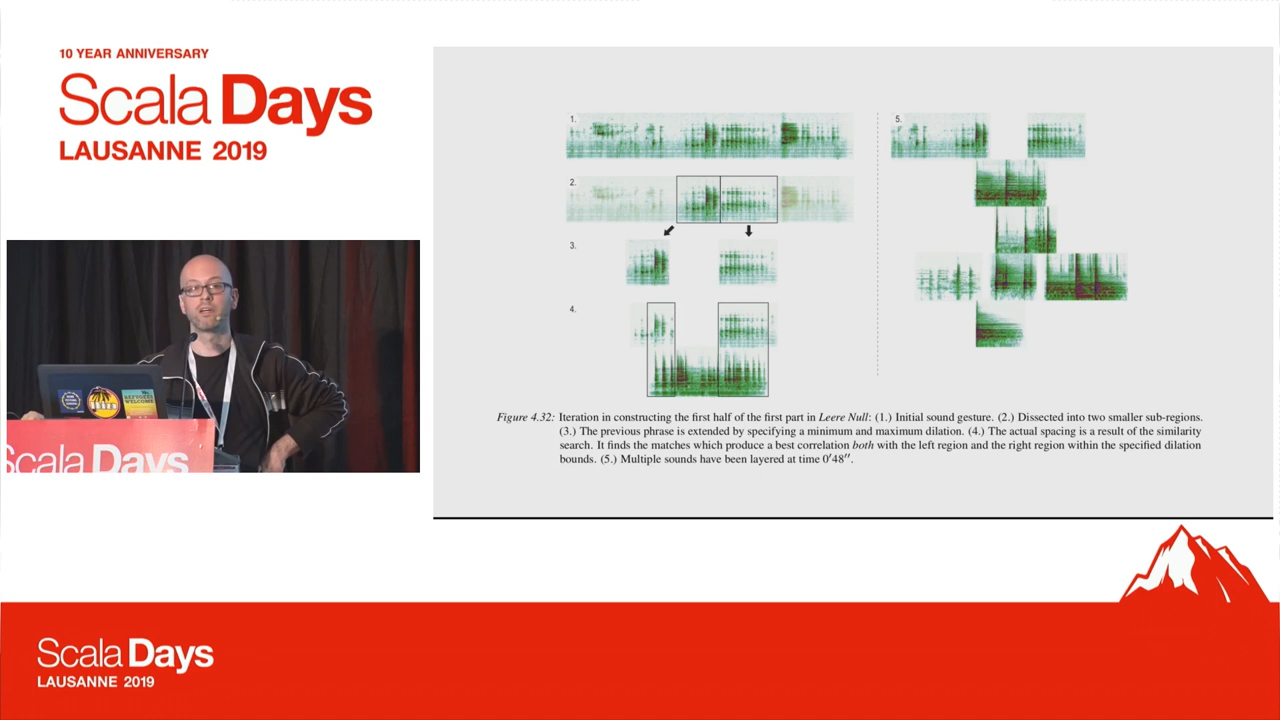 10 YEAR ANNIVERSARY
Scala Days
LAUSANNE 2019
1.
2.
3.
4.
5.
Figure 4.32: Iteration in constructing the first half of the first part in Leere Null: (1.) Initial sound gesture. (2.) Dissected into two smaller sub-regions.
(3.) The previous phrase is extended by specifying a minimum and maximum dilation. (4.) The actual spacing is a result of the similarity
search. It finds the matches which produce a best correlation both with the left region and the right region within the specified dilation
bounds. (5.) Multiple sounds have been layered at time 0′48″.
REFUGEES
WELCOME
Scala Days
Scala Days
LAUSANNE 2019